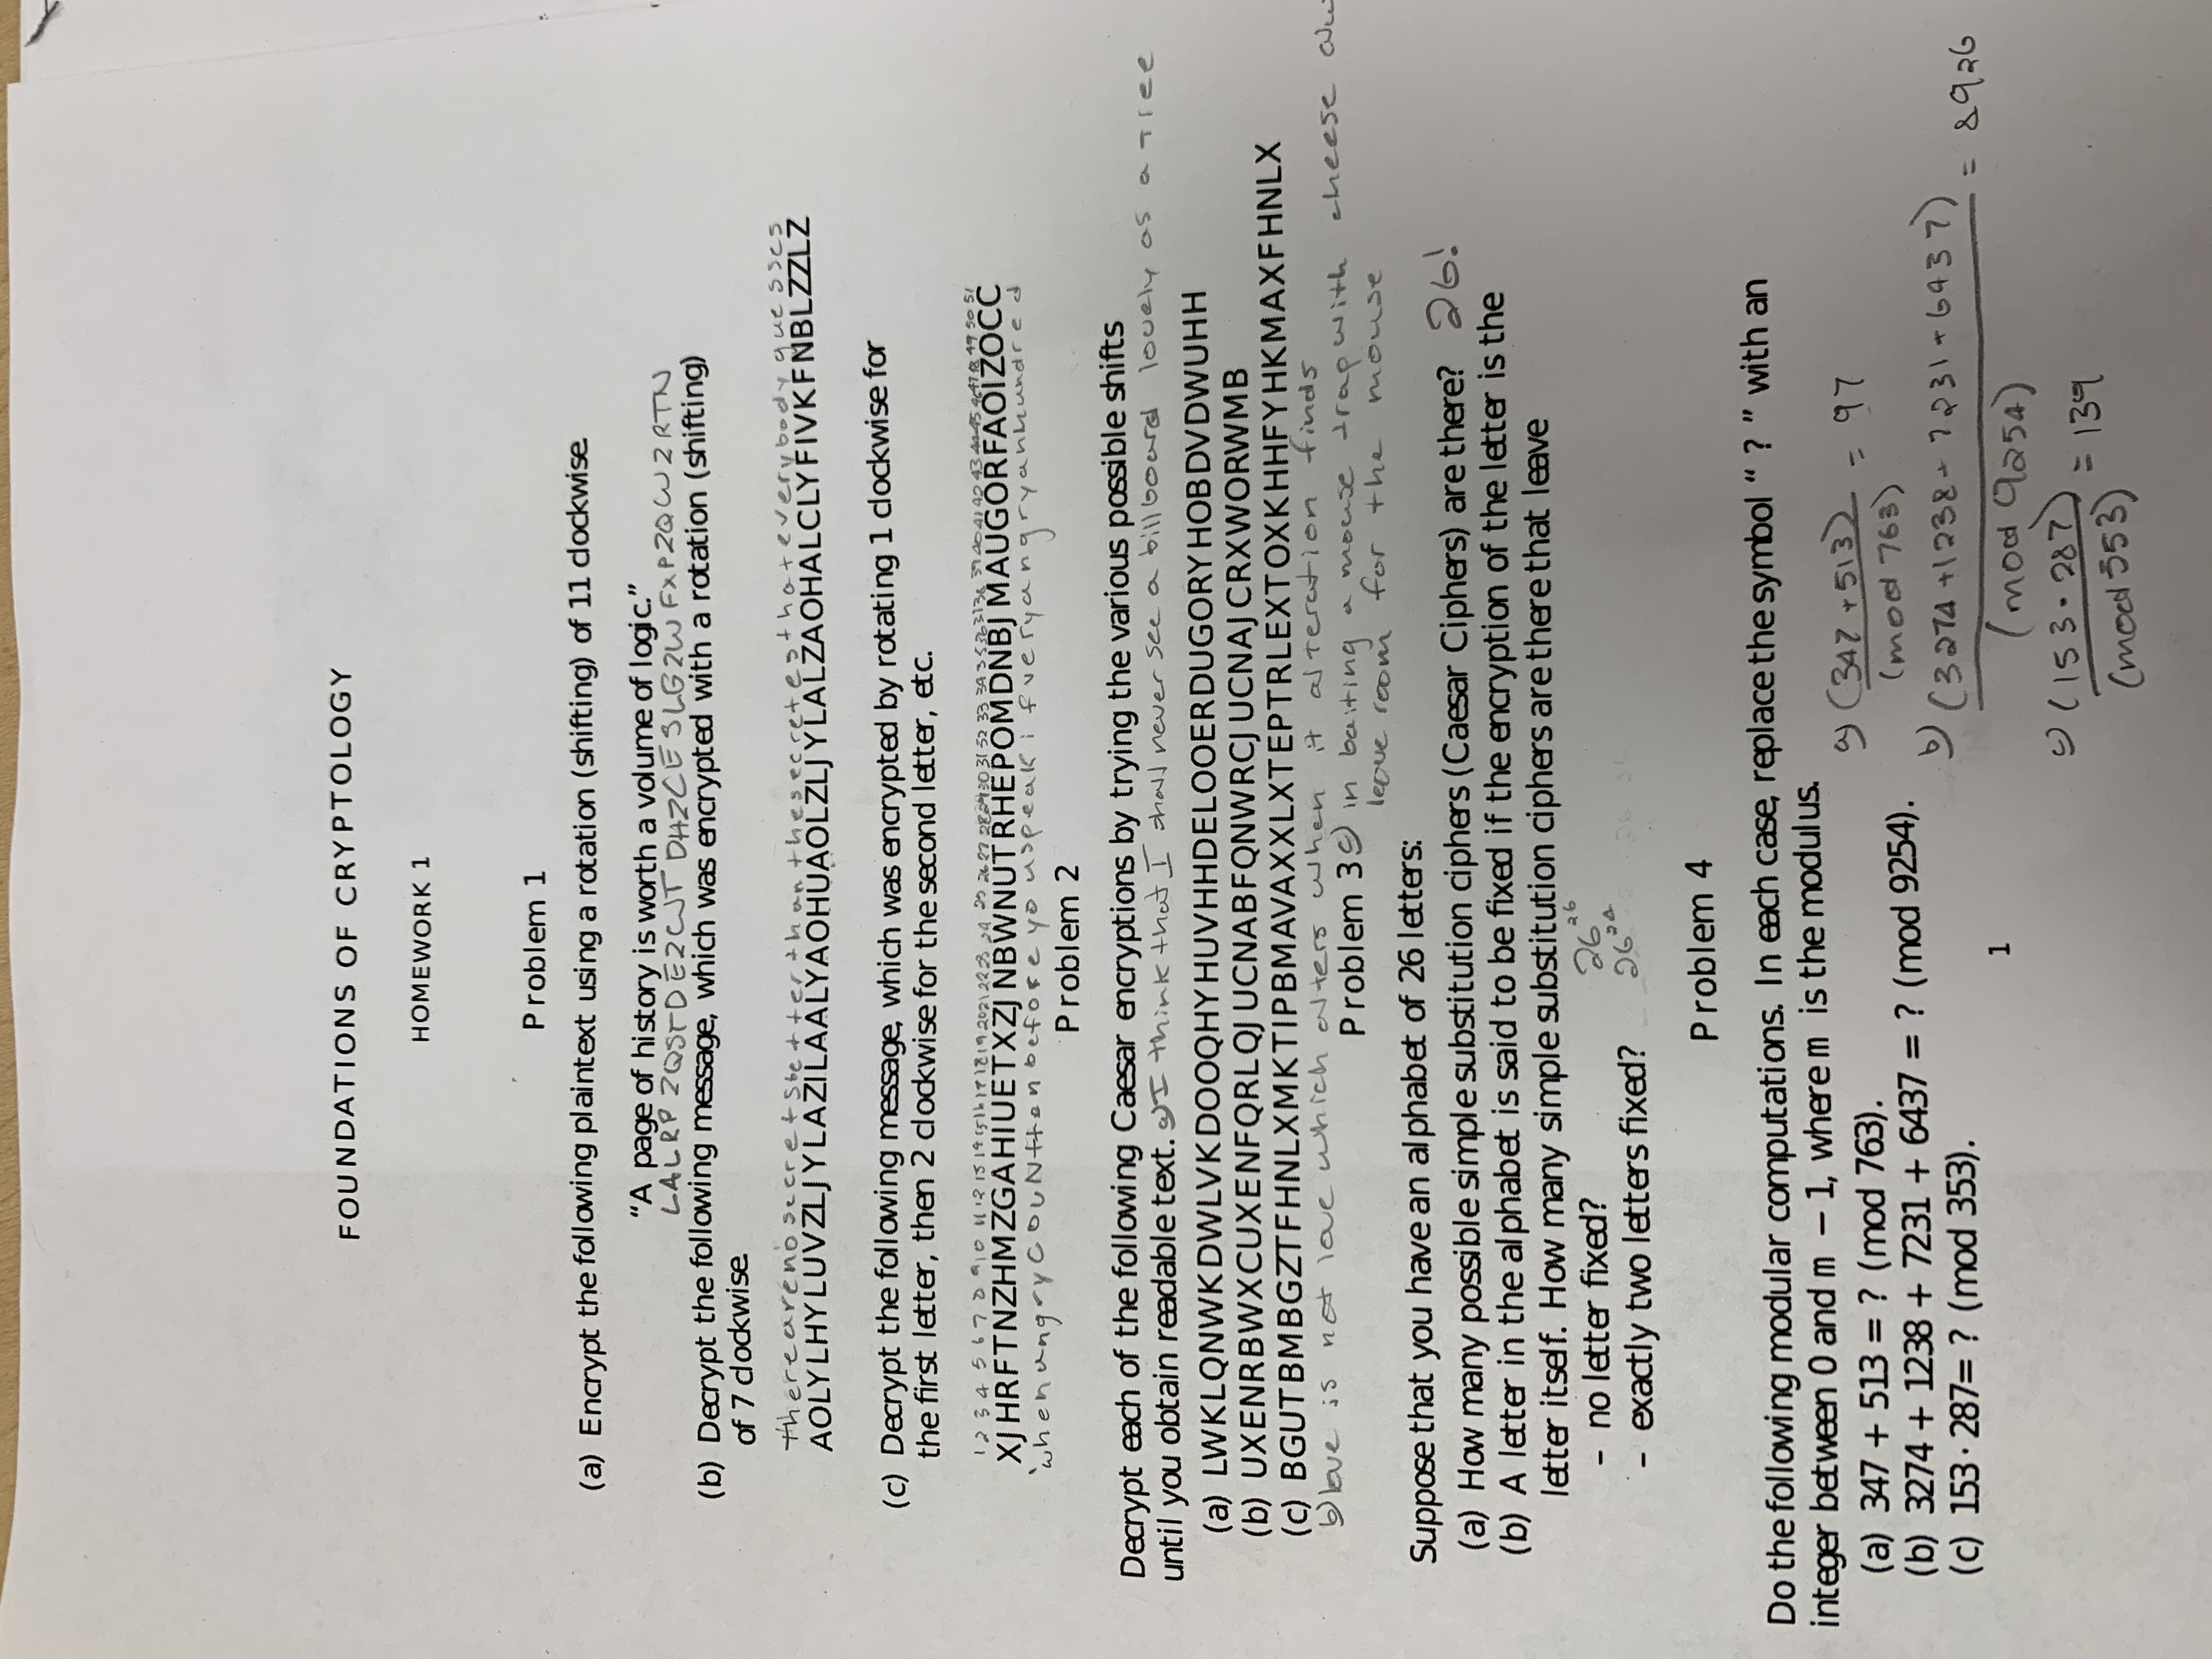 FOUNDATIONS OF CRYPTOLOGY
HOMEWORK 1
Problem 1
(a) Encrypt the following plaintext using a rotation (shifting) of 11 clockwise.
“A page of history is worth a volume of logic.”
LALRP ZQSTDEZCJT DHZCESLGZWFXPZQWZRTN
(b) Decrypt the following message, which was encrypted with a rotation (shifting)
of 7 clockwise.
therearenosecretsbetterthanthesecretesthateverybodyguesses
AOLYLHYLUVZLJYLAZILAALYAOHUAOLZLJYLALZAOHALCLYFIVKFNBLZZLZ
(c) Decrypt the following message, which was encrypted by rotating 1 clockwise for
the first letter, then 2 clockwise for the second letter, etc.
1 2 3 4 5 6 7 8 9 10 11 12 13 14 15 16 17 18 19 20 21 22 23 24 25 26 27 28 29 30 31 32 33 34 35 36 37 38 39 40 41 42 43 44 45 46 47 48 49 50 51
XJHRFTNZHMZGAHIUETXZJNBWNUTRHEPOMDNBJMAUGORFAOIZOCC
whenungrycOUNttenbeforeyouspeakifveryangryanhundred
Problem 2
Decrypt each of the following Caesar encryptions by trying the various possible shifts
until you obtain readable text. a) I think that I shall never see a billboard lovely as a Tree
(a) LWKLQNWKDWLVKDOOQHYHUVHHDELOOERDUGORYHOBDVDWUHH
(b) UXENRBWXCUXENFQRLQJUCNABFQNWRCJUCNAJCRXWORWMB
(c) BGUTBMBGZTFHNLXMKTIPBMAVAXXLXTEPTRLEXTOXKHHFYHKMAXFHNLX
b) love is not love which alters when it alteration finds
Problem 3 c) in baiting a mouse trap with cheese
leave room for the mouse
Suppose that you have an alphabet of 26 letters:
(a) How many possible simple substitution ciphers (Caesar Ciphers) are there? 26!
(b) A letter in the alphabet is said to be fixed if the encryption of the letter is the
letter itself. How many simple substitution ciphers are there that leave
– no letter fixed? 26^26
– exactly two letters fixed? 26^24
Problem 4
Do the following modular computations. In each case, replace the symbol “ ? ” with an
integer between 0 and m − 1, where m is the modulus.
(a) 347 + 513 = ? (mod 763).
(b) 3274 + 1238 + 7231 + 6437 = ? (mod 9254).
(c) 153 · 287= ? (mod 353).
a) (347 + 513)
(mod 763) = 97
b) (3274 + 1238 + 7231 + 6437)
(mod 9254) = 8926
c) (153 · 287)
(mod 353) = 139
1